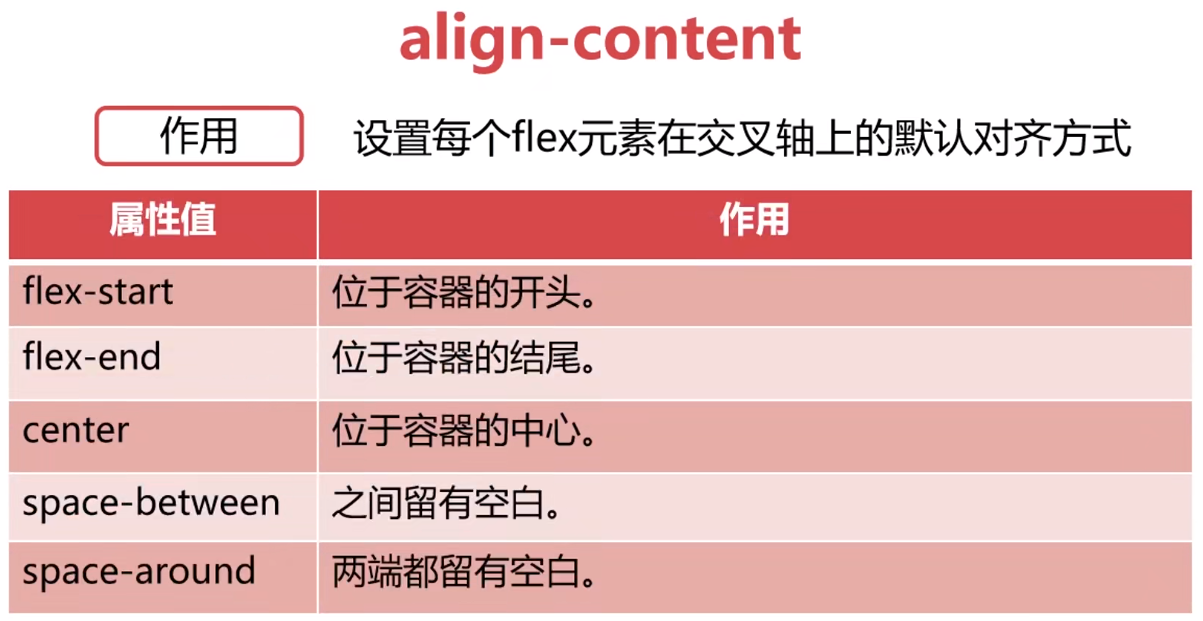 align-content
作用 设置每个flex元素在交叉轴上的默认对齐方式
属性值 作用
flex-start 位于容器的开头。
flex-end 位于容器的结尾。
center 位于容器的中心。
space-between 之间留有空白。
space-around 两端都留有空白。